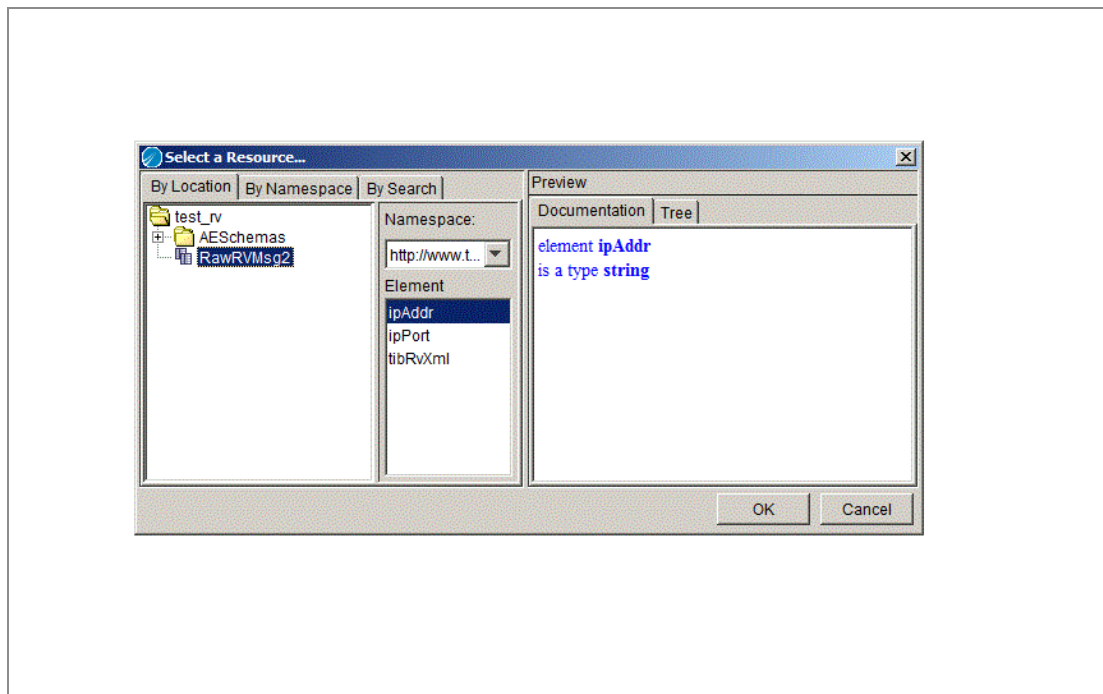 Select a Resource...
By Location By Namespace By Search
test_rv
AESchemas
RawRVMsg2
Namespace:
http://www.t...
Element
ipAddr
ipPort
tibRvXml
Preview
Documentation Tree
element ipAddr
is a type string
OK Cancel